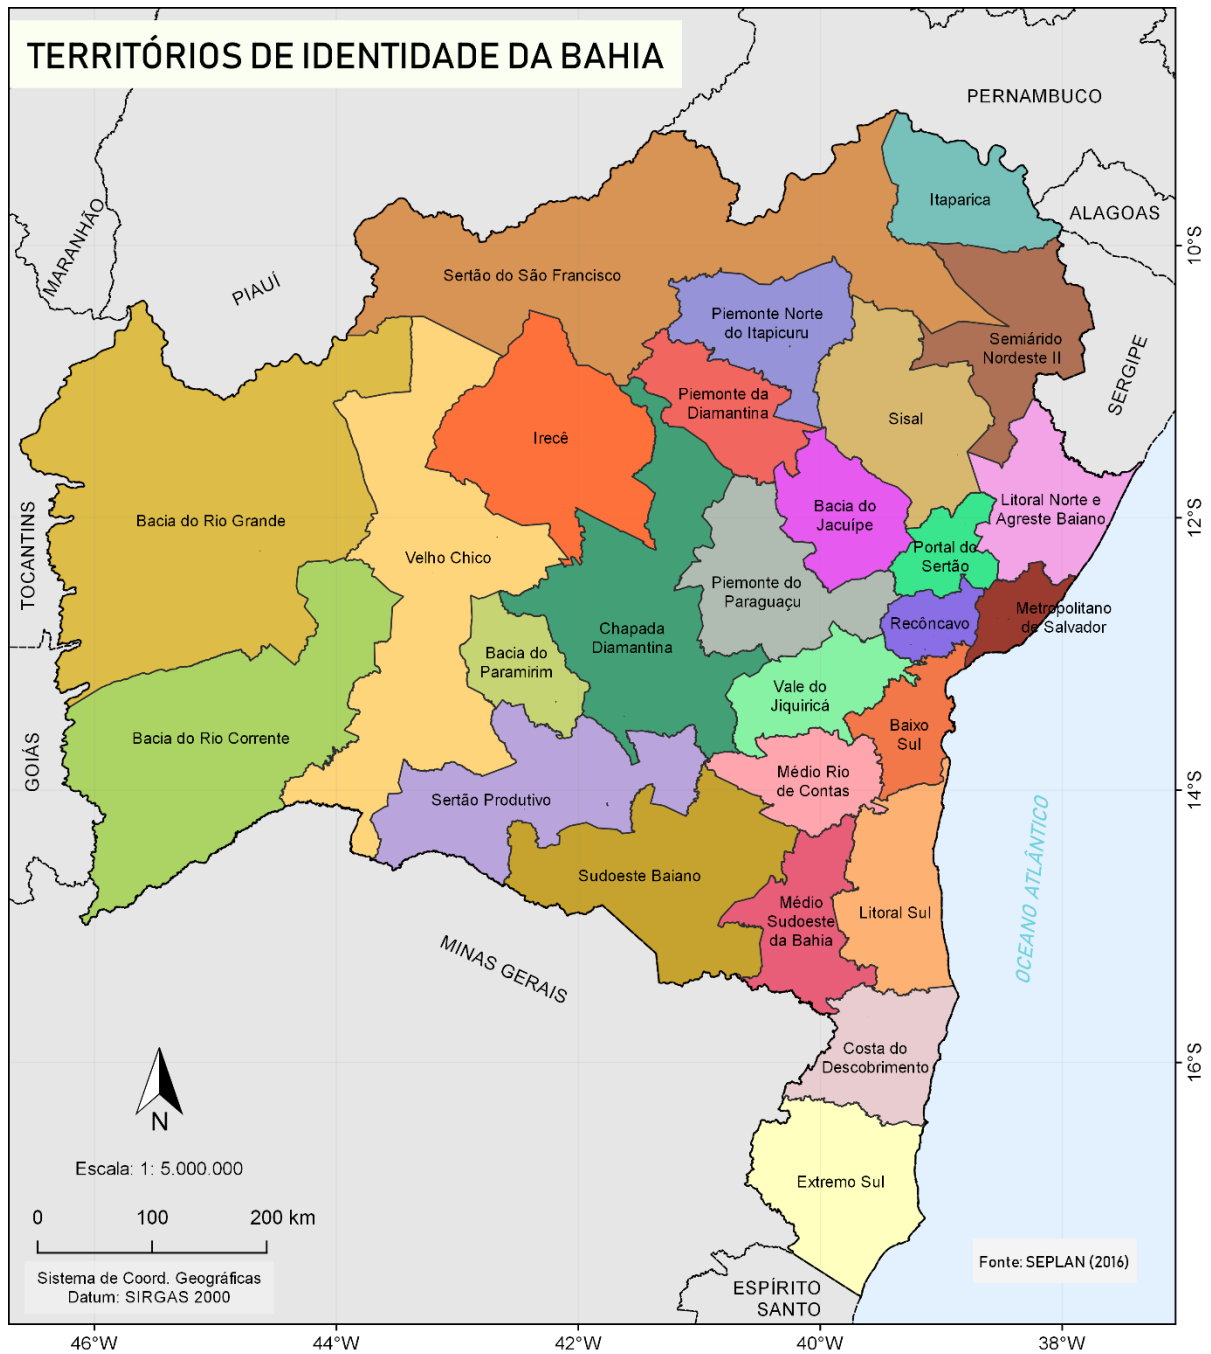 TERRITÓRIOS DE IDENTIDADE DA BAHIA
PERNAMBUCO
ALAGOAS
MARANHÃO
PIAUÍ
SERGIPE
TOCANTINS
GOIÁS
MINAS GERAIS
ESPÍRITO
SANTO
OCEANO ATLÂNTICO
Itaparica
Sertão do São Francisco
Piemonte Norte
do Itapicuru
Semiárido
Nordeste II
Piemonte da
Diamantina
Sisal
Irecê
Bacia do Rio Grande
Velho Chico
Bacia do
Jacuípe
Litoral Norte e
Agreste Baiano
Portal do
Sertão
Piemonte do
Paraguaçu
Recôncavo
Metropolitano
de Salvador
Chapada
Diamantina
Bacia do
Paramirim
Vale do
Jiquiricá
Bacia do Rio Corrente
Baixo
Sul
Médio Rio
de Contas
Sertão Produtivo
Sudoeste Baiano
Médio
Sudoeste
da Bahia
Litoral Sul
Costa do
Descobrimento
Extremo Sul
10°S
12°S
14°S
16°S
N
Escala: 1: 5.000.000
0 100 200 km
Sistema de Coord. Geográficas
Datum: SIRGAS 2000
Fonte: SEPLAN (2016)
46°W 44°W 42°W 40°W 38°W